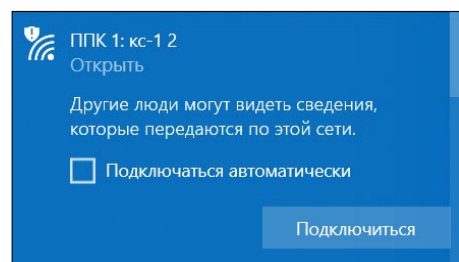 ППК 1: кс-1 2
Открыть
Другие люди могут видеть сведения,
которые передаются по этой сети.
Подключаться автоматически
Подключиться